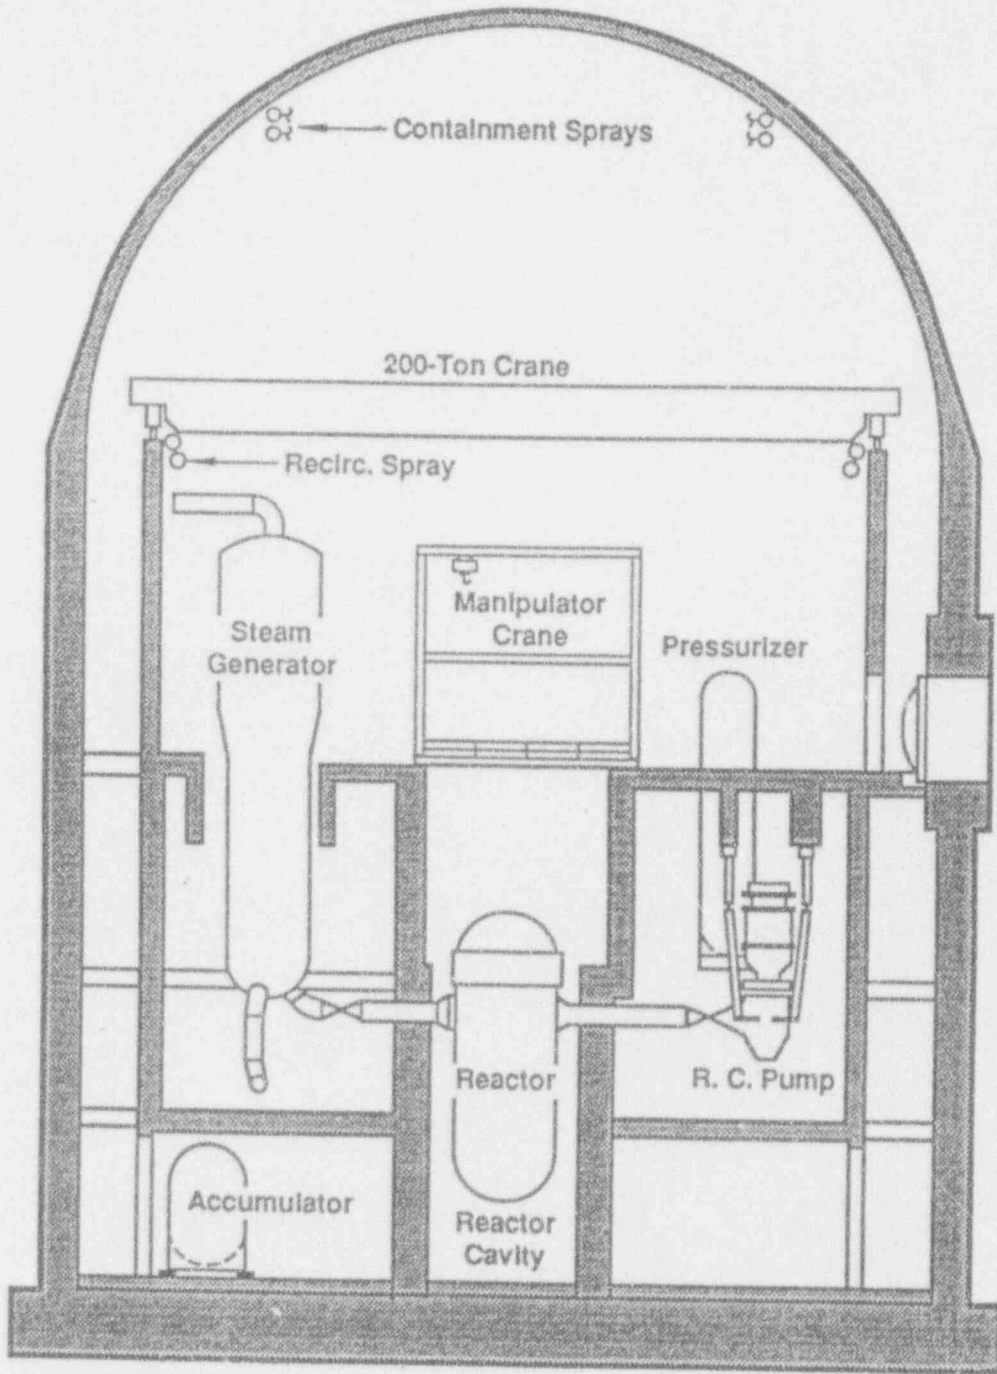 Containment Sprays
200-Ton Crane
Recirc. Spray
Manipulator
Crane
Steam
Generator
Pressurizer
Reactor
R. C. Pump
Accumulator
Reactor
Cavity